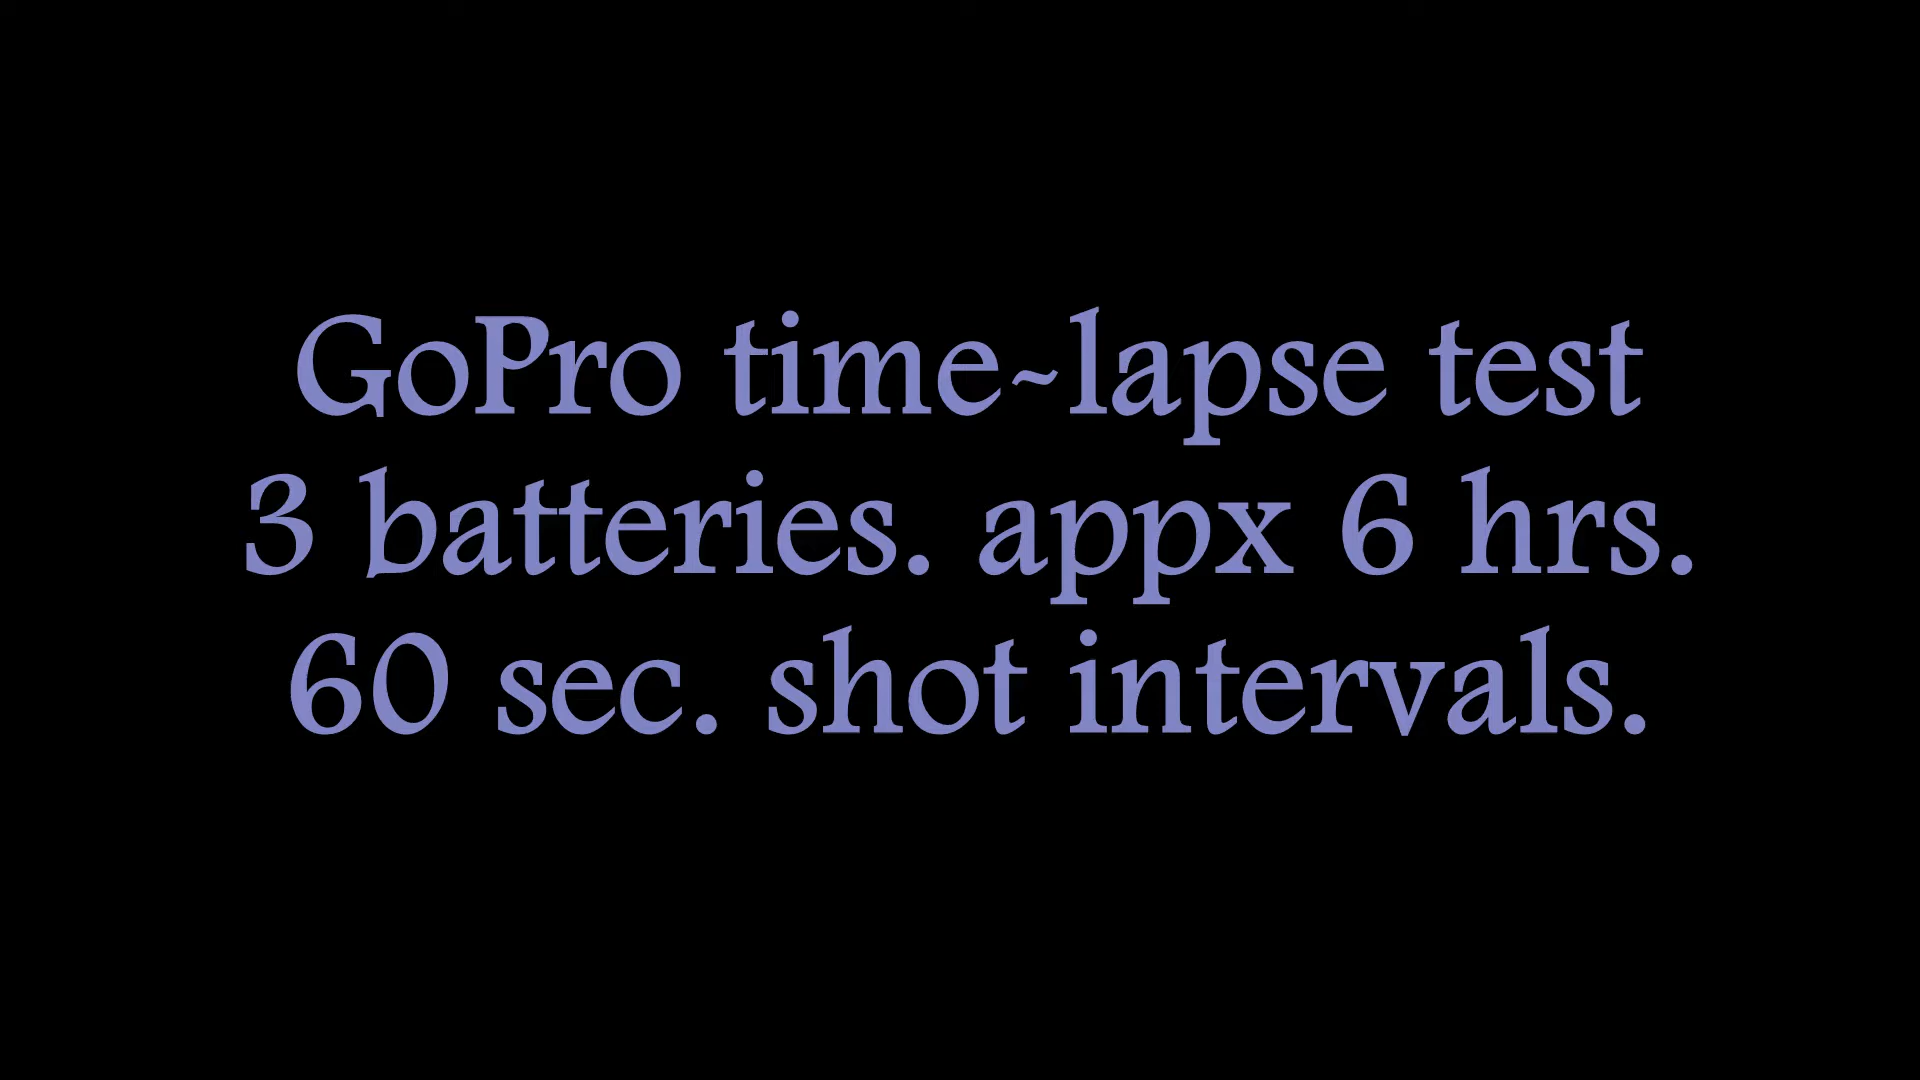 GoPro time-lapse test
3 batteries. appx 6 hrs.
60 sec. shot intervals.